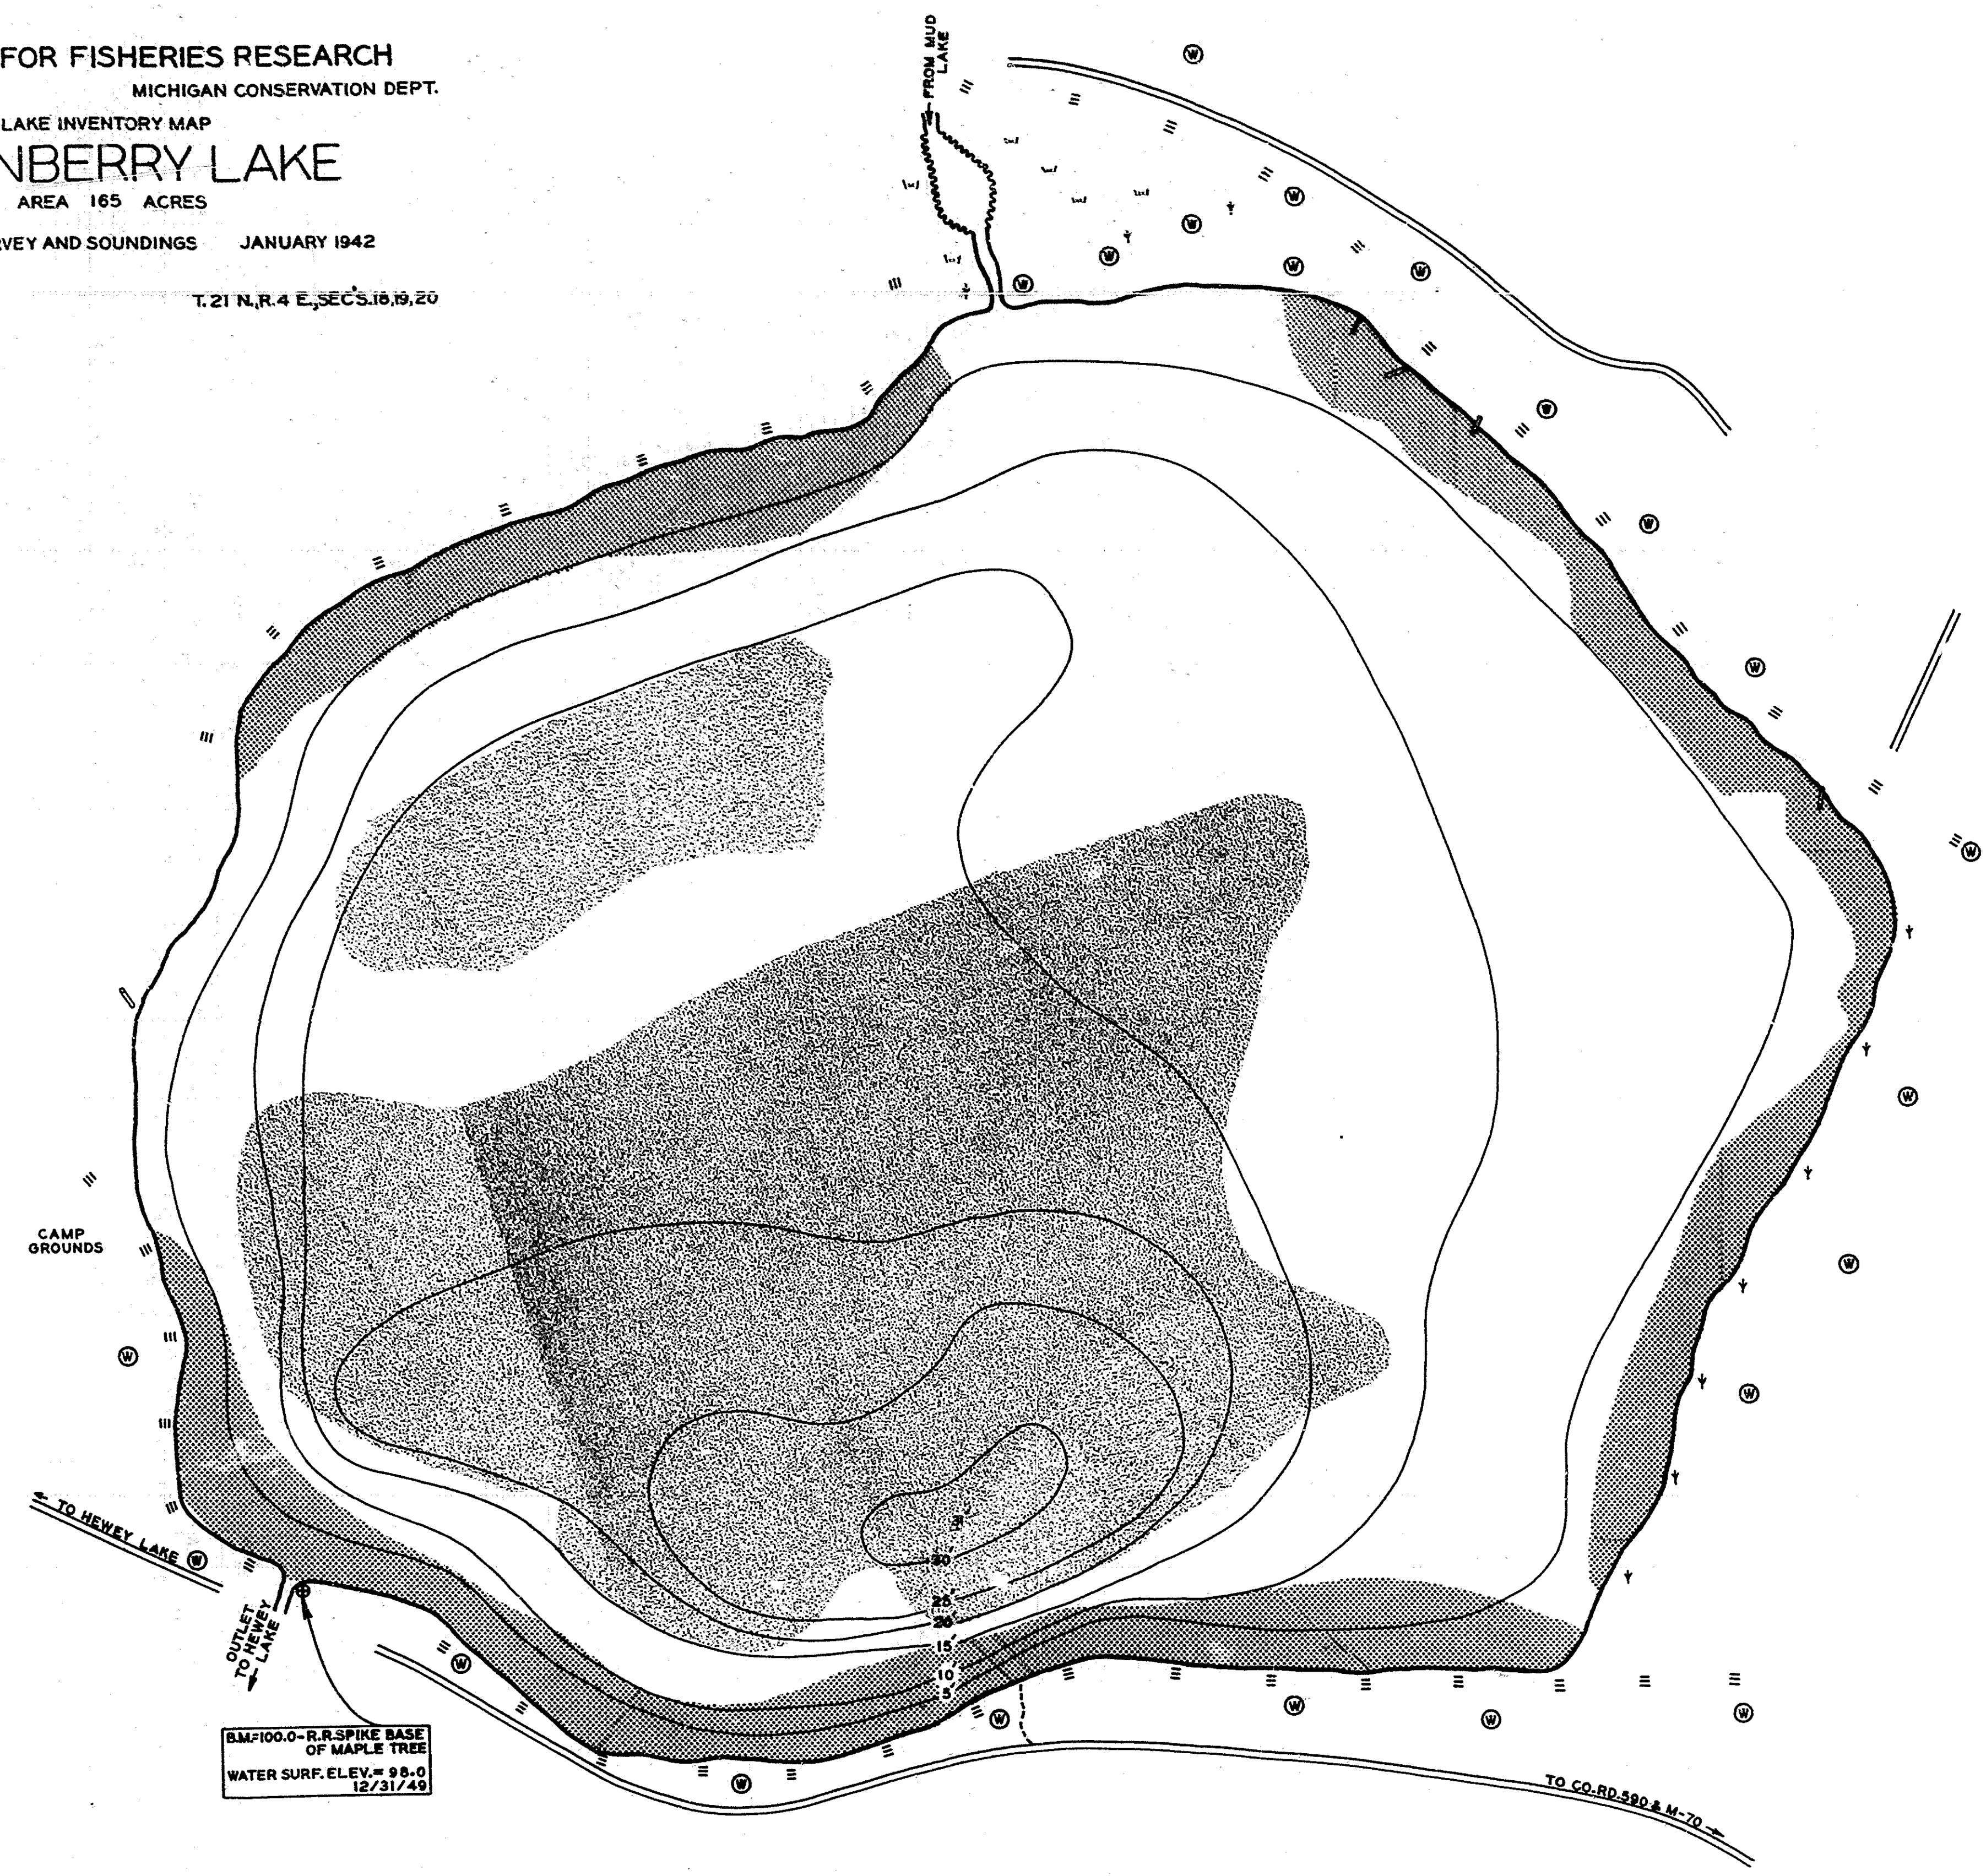 FOR FISHERIES RESEARCH
MICHIGAN CONSERVATION DEPT.
LAKE INVENTORY MAP
NBERRY LAKE
AREA 165 ACRES
VEY AND SOUNDINGS JANUARY 1942
T. 21 N., R. 4 E., SEC'S. 18, 19, 20
FROM MUD
LAKE
W
W
W
W
W
W
W
W
W
W
W
W
W
W
CAMP
GROUNDS
W
TO HEWEY LAKE
W
OUTLET
TO HEWEY
LAKE
31'
30'
25'
20'
15'
10'
5'
W
W
W
W
W
W
B.M.=100.0-R.R.SPIKE BASE
OF MAPLE TREE
WATER SURF. ELEV.= 98.0
12/31/49
TO CO. RD. 590 & M-70